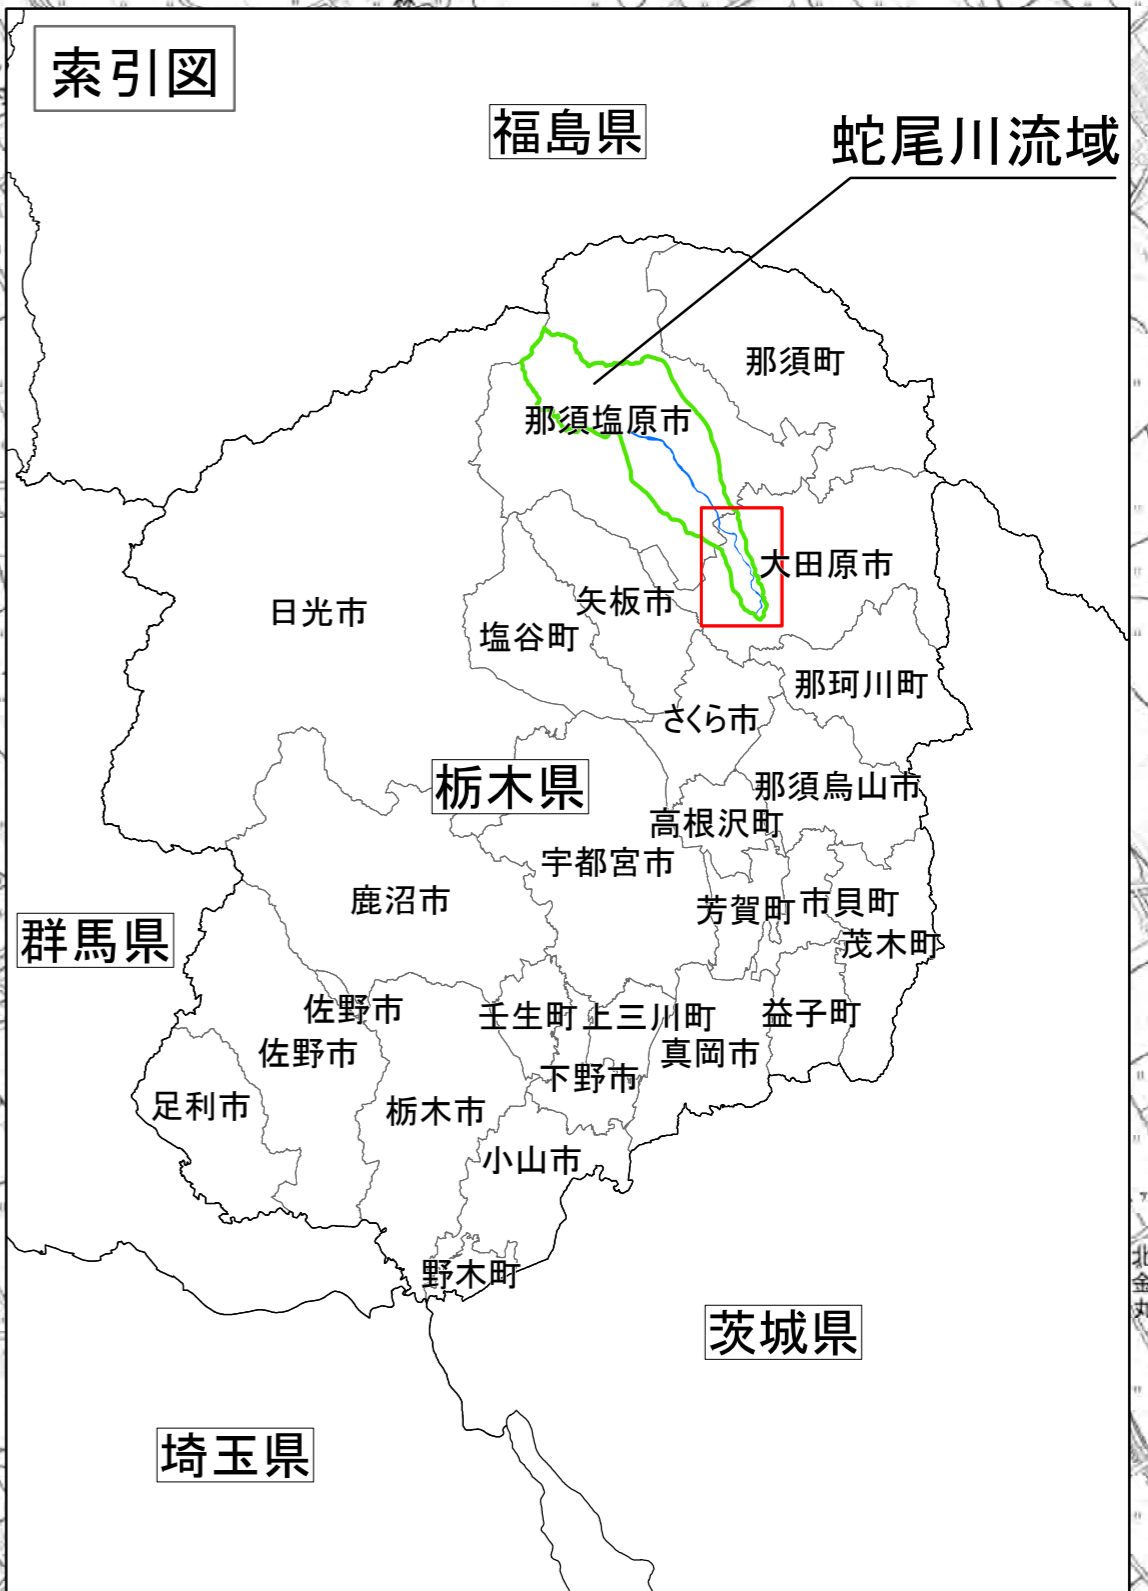 索引図
福島県
蛇尾川流域
那須町
那須塩原市
大田原市
日光市
矢板市
塩谷町
那珂川町
さくら市
栃木県
那須烏山市
高根沢町
宇都宮市
鹿沼市
芳賀町
市貝町
群馬県
茂木町
佐野市
壬生町
上三川町
益子町
佐野市
真岡市
下野市
足利市
栃木市
小山市
野木町
北金丸
茨城県
埼玉県